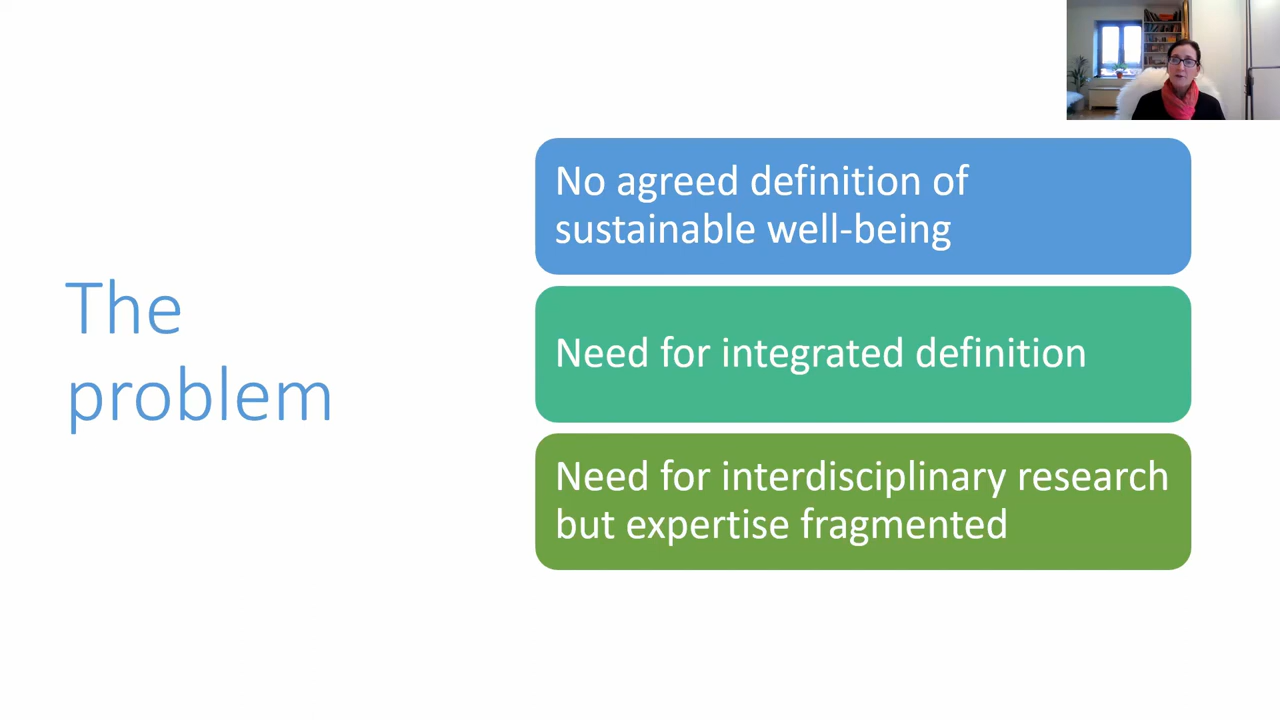 The
problem
No agreed definition of
sustainable well-being
Need for integrated definition
Need for interdisciplinary research
but expertise fragmented